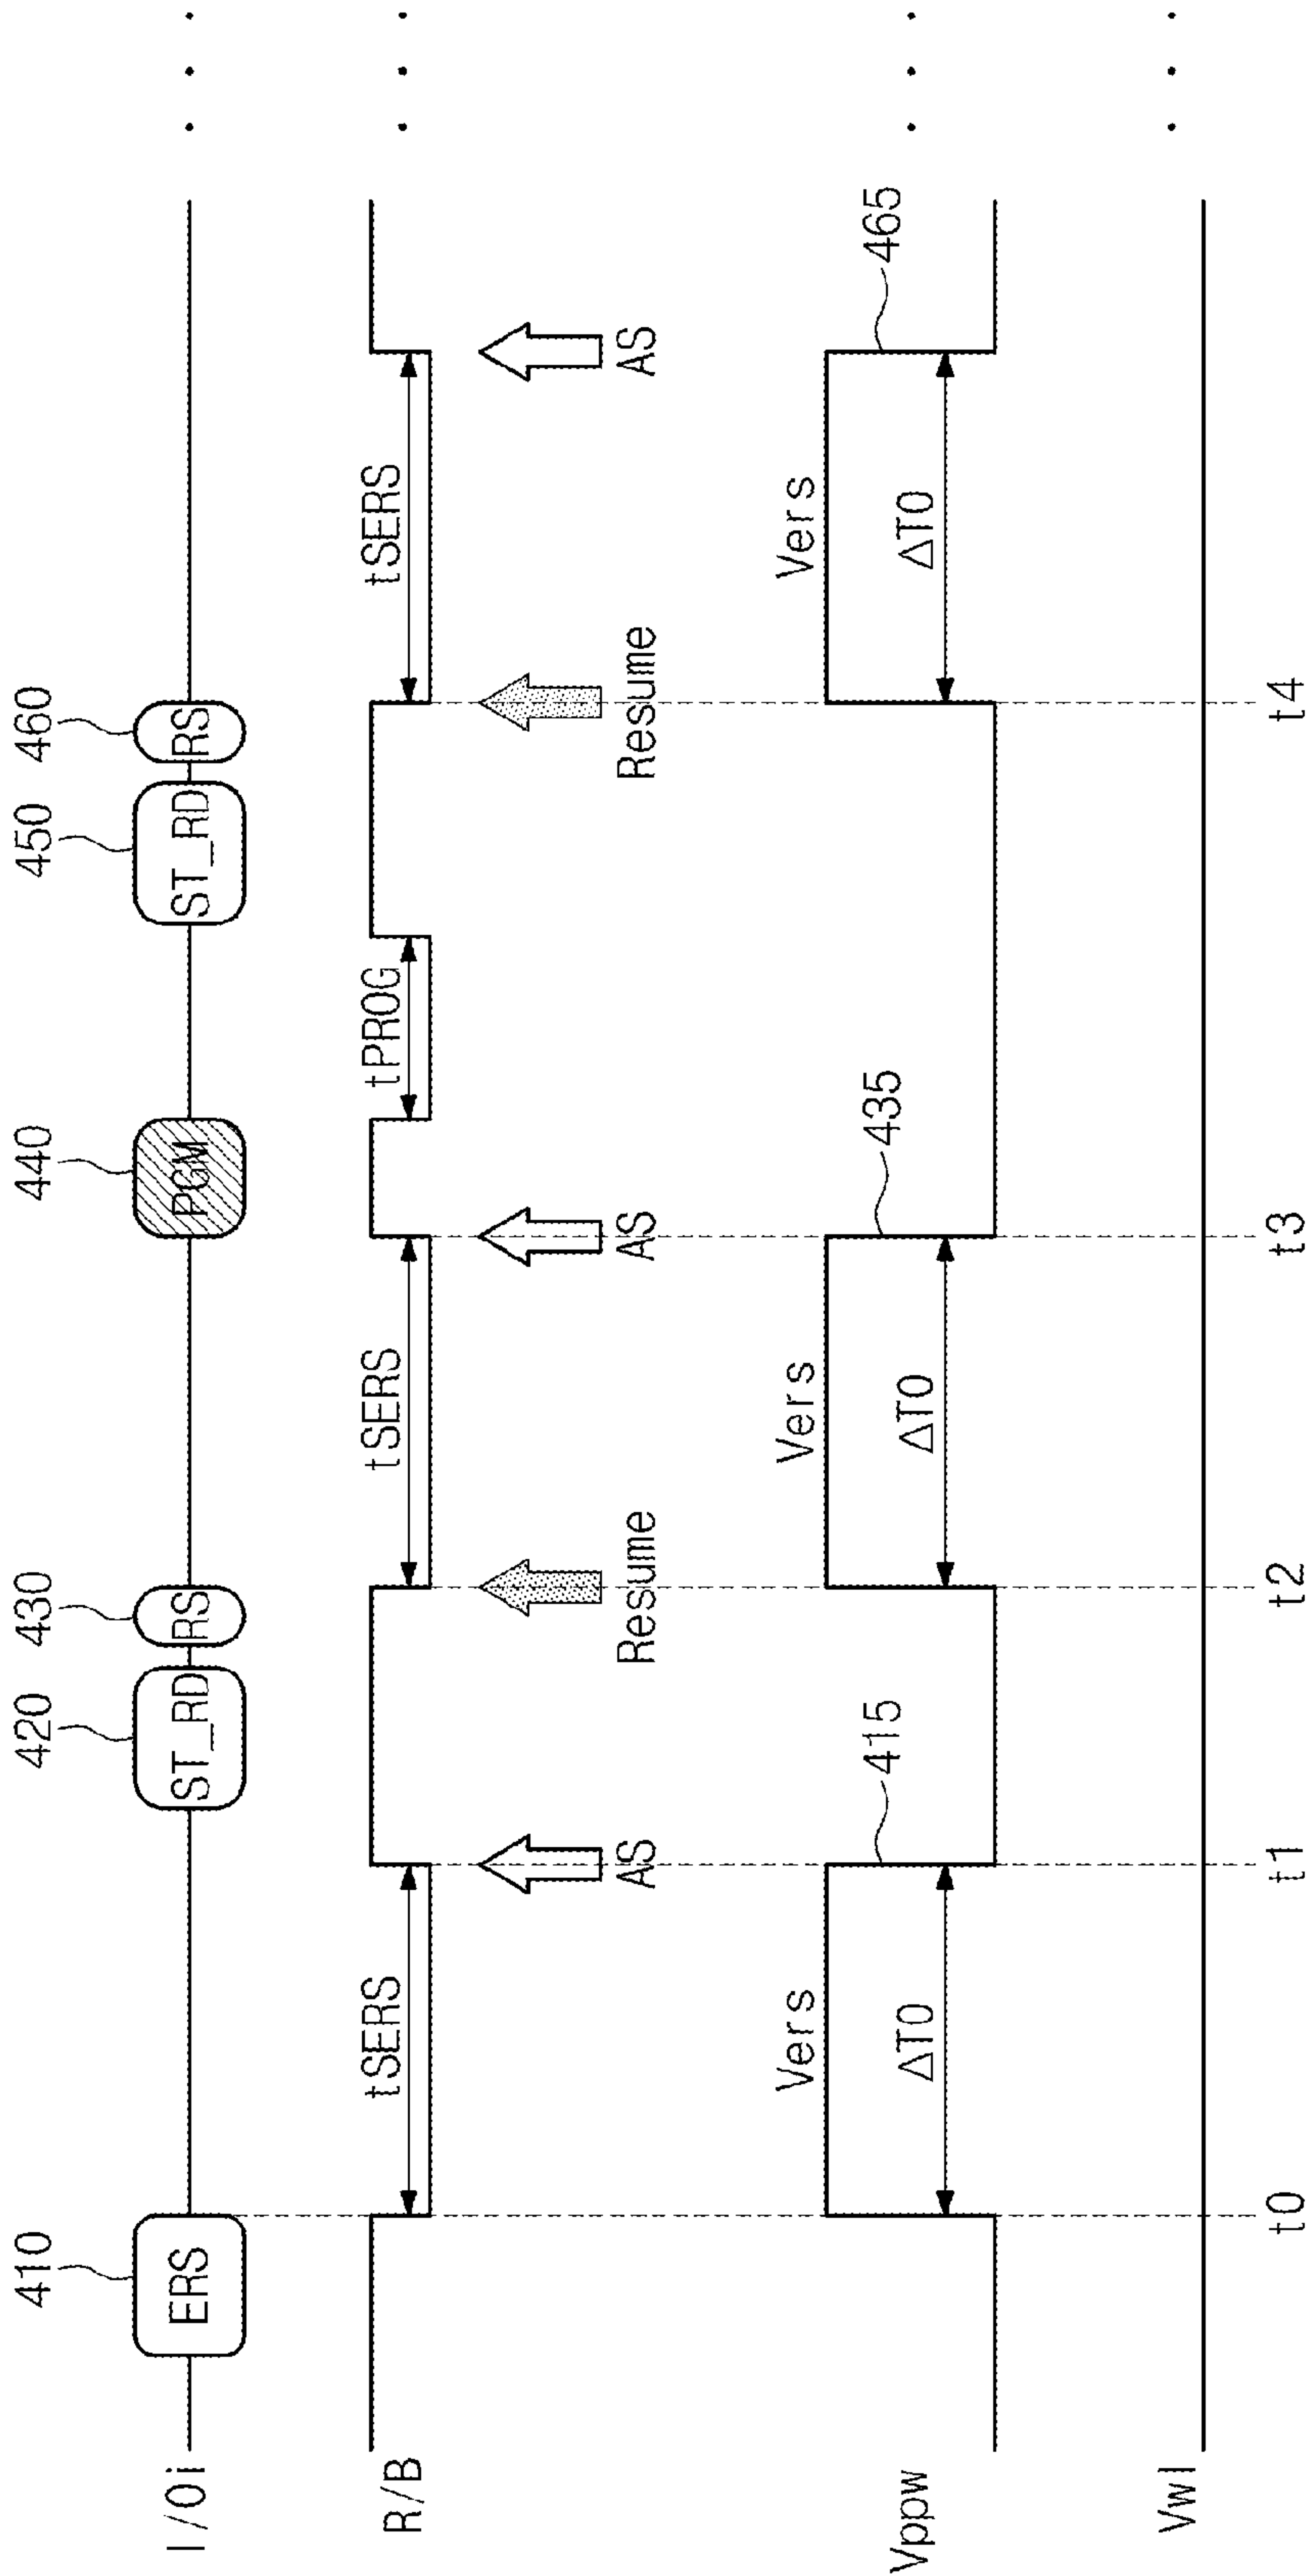 410
420
430
440
450
460
I/Oi
ERS
ST_RD
RS
PGM
ST_RD
RS
R/B
tSERS
tSERS
tPROG
tSERS
AS
Resume
AS
Resume
AS
Vers
Vers
Vers
415
435
465
Vppw
ΔT0
ΔT0
ΔT0
Vwl
t0
t1
t2
t3
t4